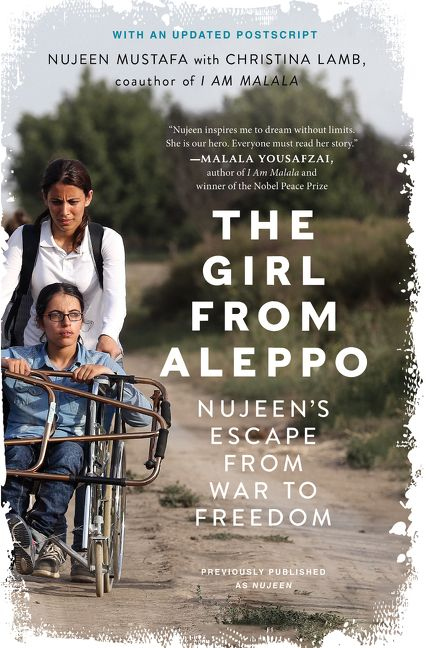 WITH AN UPDATED POSTSCRIPT
NUJEEN MUSTAFA with CHRISTINA LAMB,
coauthor of I AM MALALA
“Nujeen inspires me to dream without limits.
She is our hero. Everyone must read her story.”
—MALALA YOUSAFZAI,
author of I Am Malala and
winner of the Nobel Peace Prize
THE
GIRL
FROM
ALEPPO
NUJEEN’S
ESCAPE
FROM
WAR TO
FREEDOM
PREVIOUSLY PUBLISHED
AS NUJEEN